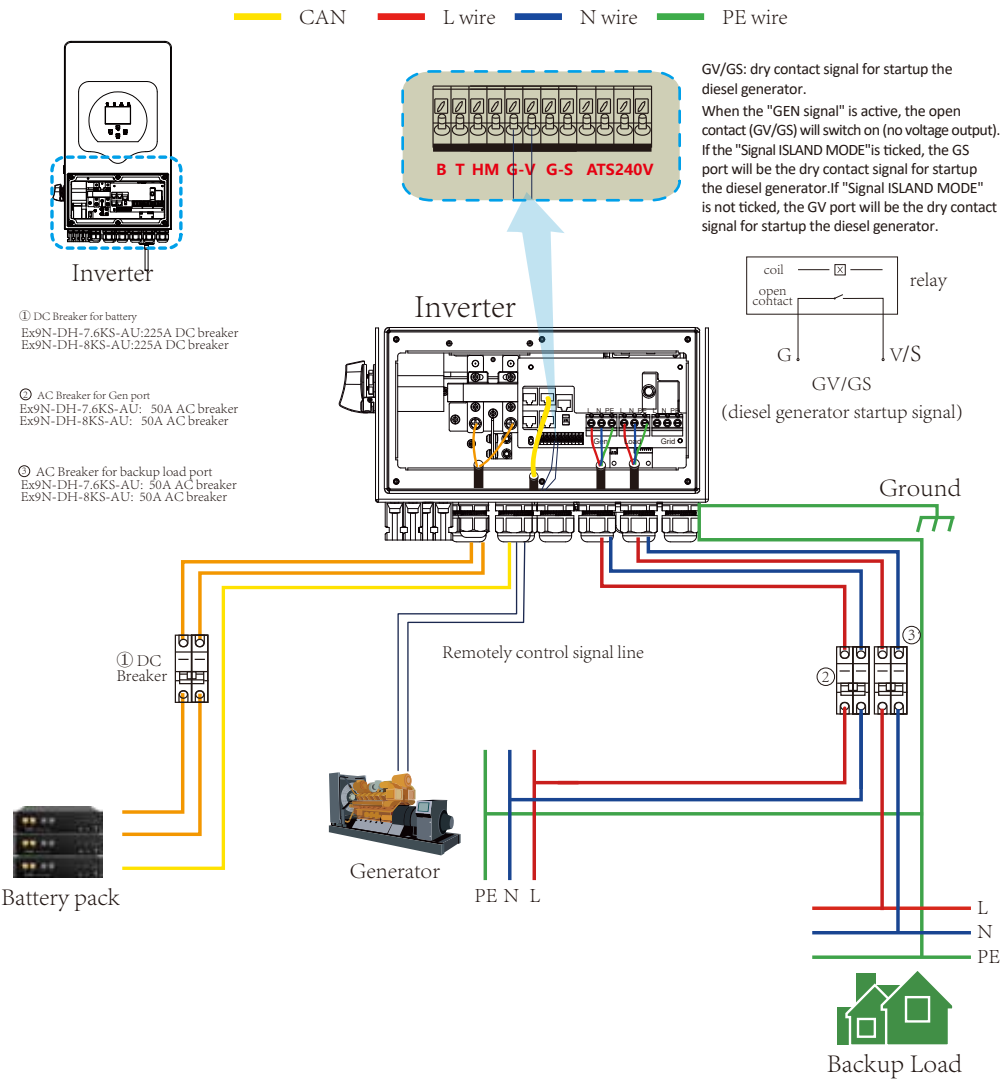 CAN L wire N wire PE wire
GV/GS: dry contact signal for startup the
diesel generator.
When the "GEN signal" is active, the open
contact (GV/GS) will switch on (no voltage output).
If the "Signal ISLAND MODE"is ticked, the GS
port will be the dry contact signal for startup
the diesel generator.If "Signal ISLAND MODE"
is not ticked, the GV port will be the dry contact
signal for startup the diesel generator.
B T HM G-V G-S ATS240V
Inverter
coil
open
contact
relay
G V/S
GV/GS
(diesel generator startup signal)
① DC Breaker for battery
Ex9N-DH-7.6KS-AU:225A DC breaker
Ex9N-DH-8KS-AU:225A DC breaker
② AC Breaker for Gen port
Ex9N-DH-7.6KS-AU: 50A AC breaker
Ex9N-DH-8KS-AU: 50A AC breaker
③ AC Breaker for backup load port
Ex9N-DH-7.6KS-AU: 50A AC breaker
Ex9N-DH-8KS-AU: 50A AC breaker
Inverter
L N PE L N PE L N PE
Gen Load Grid
Ground
① DC
Breaker
Remotely control signal line
②
③
Battery pack
Generator
PE N L
L
N
PE
Backup Load